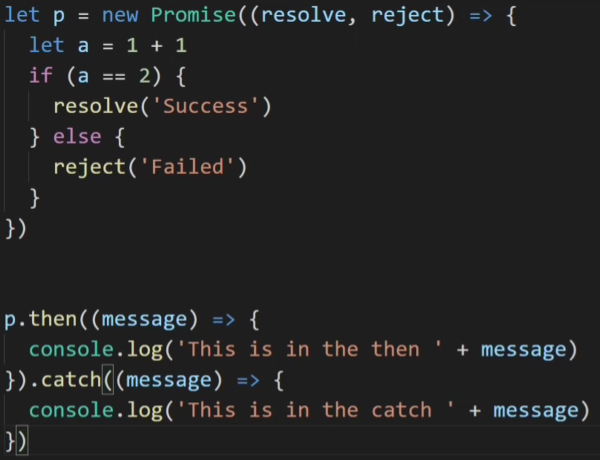 let p = new Promise((resolve, reject) => {
  let a = 1 + 1
  if (a == 2) {
    resolve('Success')
  } else {
    reject('Failed')
  }
})
p.then((message) => {
  console.log('This is in the then ' + message)
}).catch((message) => {
  console.log('This is in the catch ' + message)
})